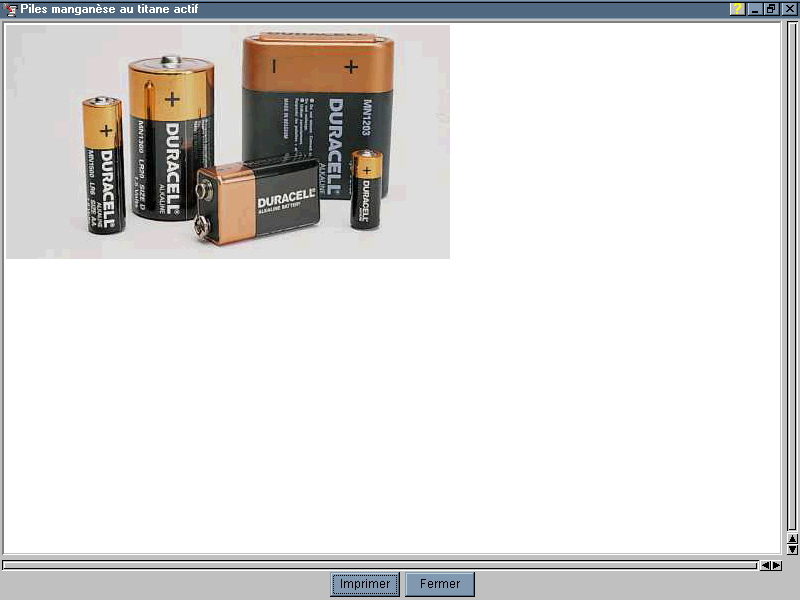 Piles manganèse au titane actif
DURACELL
MN1203
DURACELL®
ALKALINE
MN1300 LR20 SIZE D
DURACELL®
ALKALINE
MN1500 LR6 SIZE AA
DURACELL®
ALKALINE BATTERY
DURACELL
Imprimer
Fermer